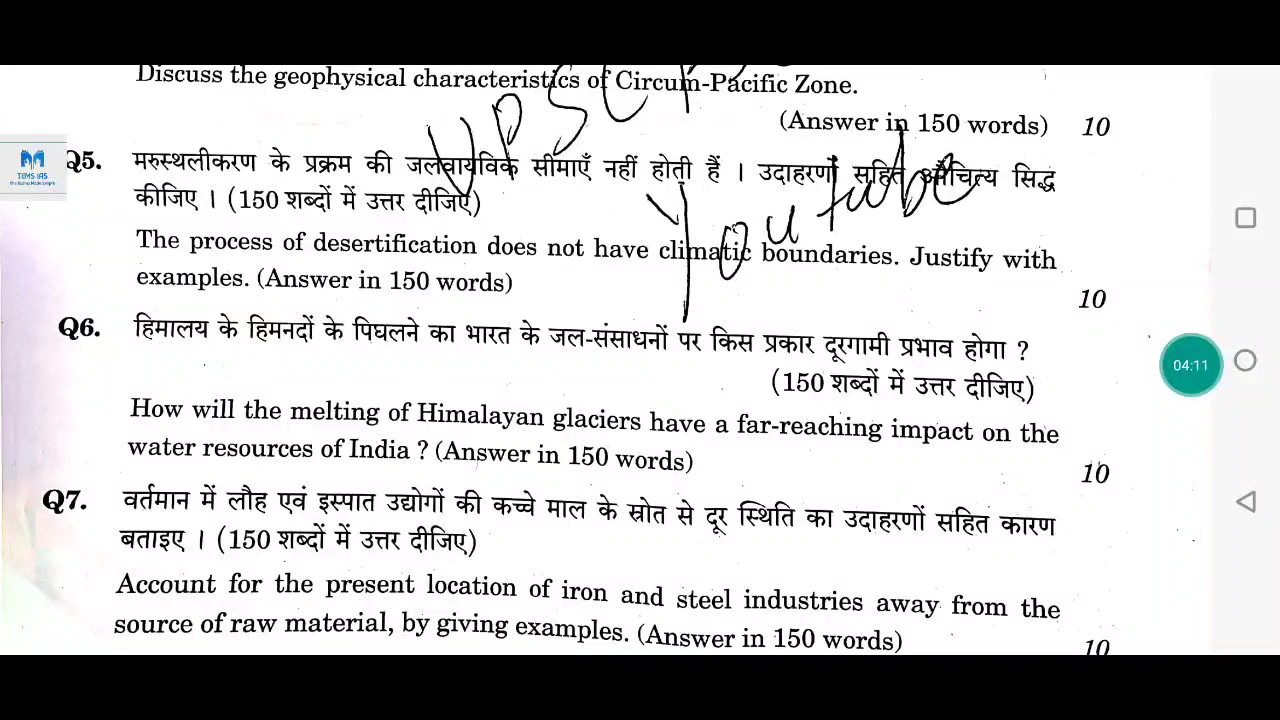 Discuss the geophysical characteristics of Circum-Pacific Zone.
(Answer in 150 words) 10
UPSC
TEMS IAS
Q5. मरुस्थलीकरण के प्रक्रम की जलवायविक सीमाएँ नहीं होती हैं । उदाहरणों सहित औचित्य सिद्ध
कीजिए । (150 शब्दों में उत्तर दीजिए)
Youtube
The process of desertification does not have climatic boundaries. Justify with
examples. (Answer in 150 words) 10
Q6. हिमालय के हिमनदों के पिघलने का भारत के जल-संसाधनों पर किस प्रकार दूरगामी प्रभाव होगा ?
(150 शब्दों में उत्तर दीजिए)
04:11
How will the melting of Himalayan glaciers have a far-reaching impact on the
water resources of India ? (Answer in 150 words) 10
Q7. वर्तमान में लौह एवं इस्पात उद्योगों की कच्चे माल के स्रोत से दूर स्थिति का उदाहरणों सहित कारण
बताइए । (150 शब्दों में उत्तर दीजिए)
Account for the present location of iron and steel industries away from the
source of raw material, by giving examples. (Answer in 150 words) 10